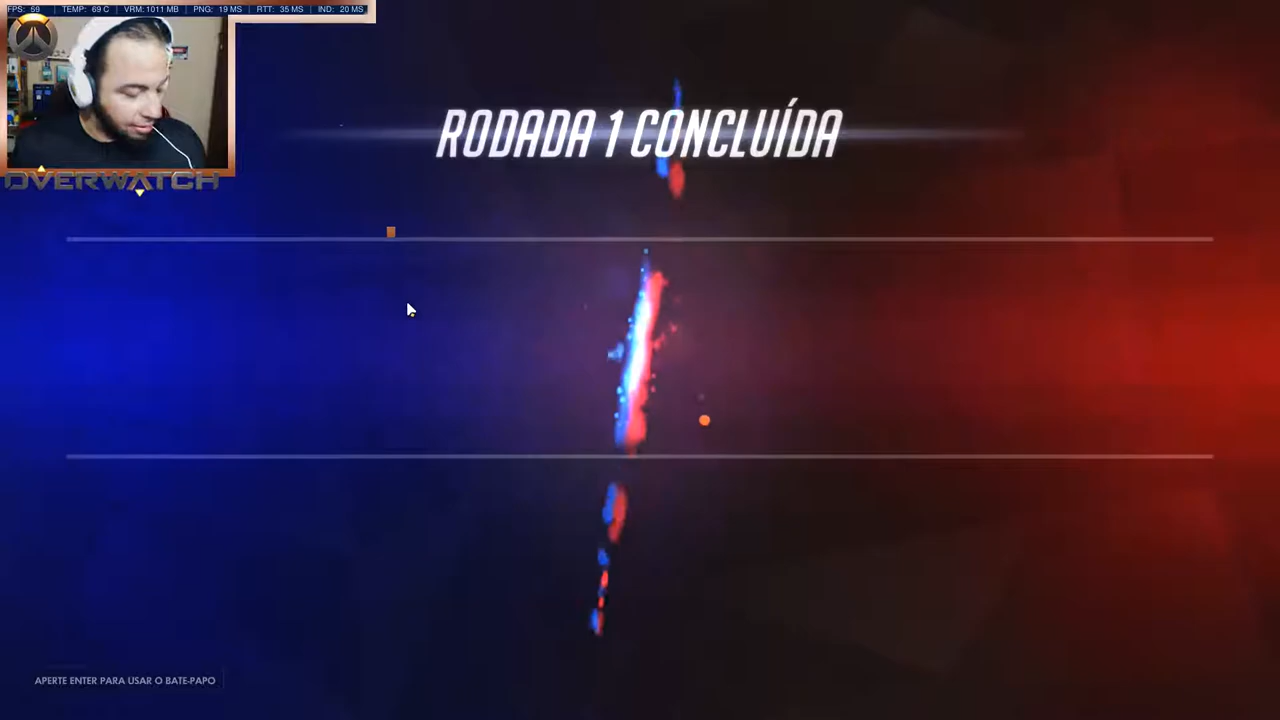 FPS: 59 | TEMP: 69 C | VRM: 1011 MB | PNG: 19 MS | RTT: 35 MS | IND: 20 MS
OVERWATCH
RODADA 1 CONCLUÍDA
APERTE ENTER PARA USAR O BATE-PAPO